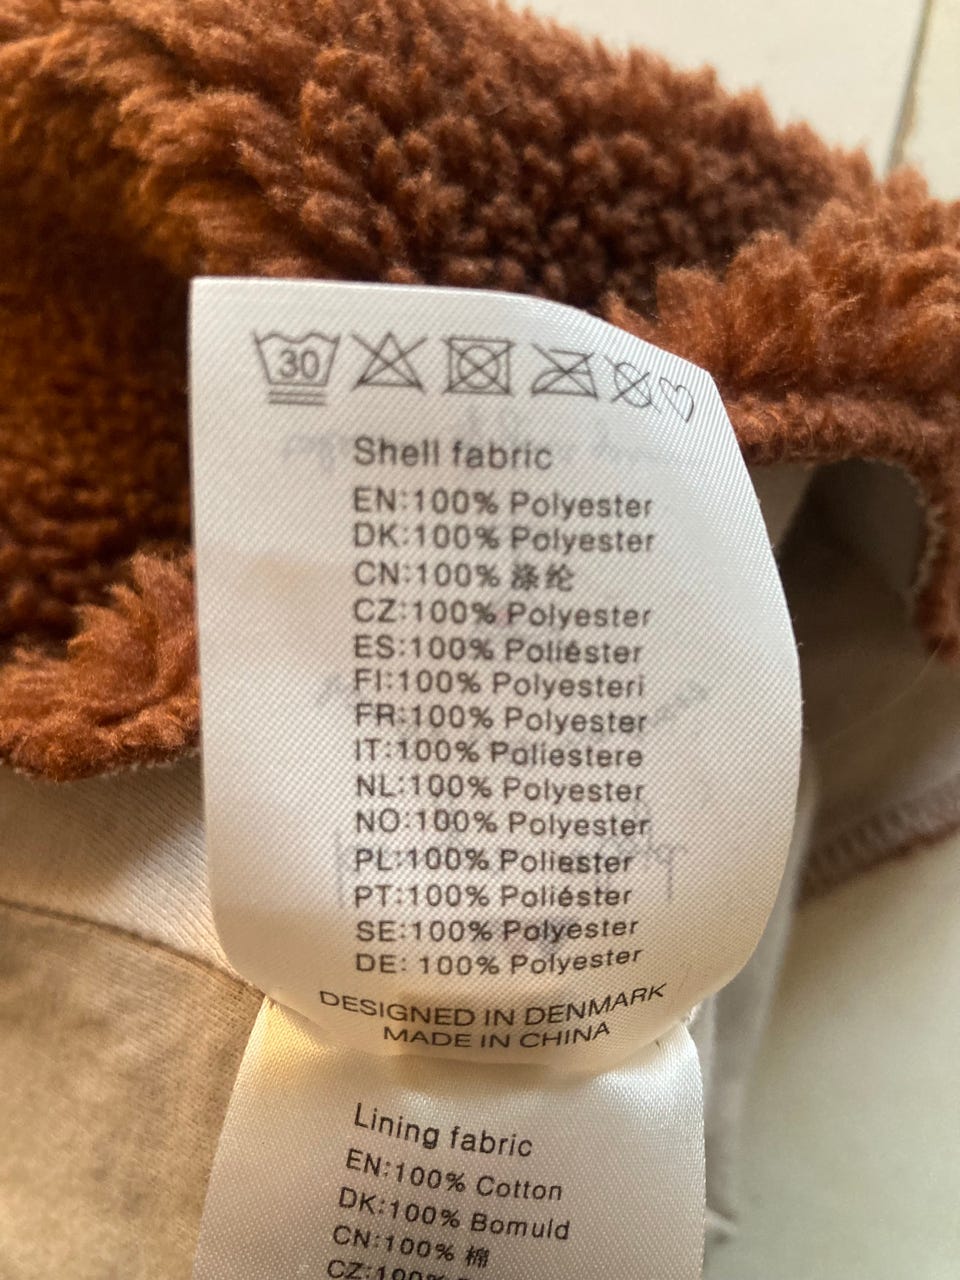 30
Shell fabric
EN:100% Polyester
DK:100% Polyester
CN:100% 涤纶
CZ:100% Polyester
ES:100% Poliéster
FI:100% Polyesteri
FR:100% Polyester
IT:100% Poliestere
NL:100% Polyester
NO:100% Polyester
PL:100% Poliester
PT:100% Poliéster
SE:100% Polyester
DE: 100% Polyester
DESIGNED IN DENMARK
MADE IN CHINA
Lining fabric
EN:100% Cotton
DK:100% Bomuld
CN:100% 棉
CZ:100%